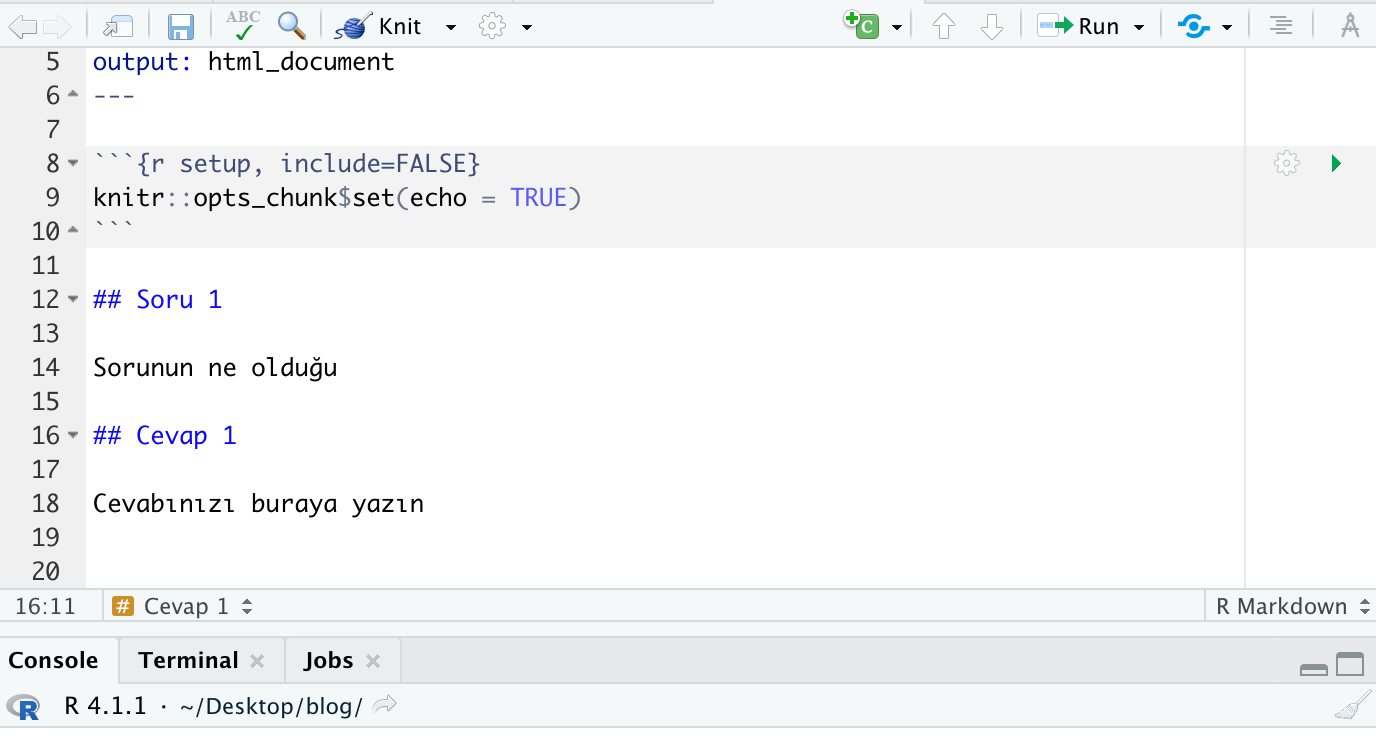 ABC Knit C Run
5 output: html_document
6 ---
7
8 ```{r setup, include=FALSE}
9 knitr::opts_chunk$set(echo = TRUE)
10 ```
11
12 ## Soru 1
13
14 Sorunun ne olduğu
15
16 ## Cevap 1
17
18 Cevabınızı buraya yazın
19
20
16:11 # Cevap 1 R Markdown
Console Terminal Jobs
R R 4.1.1 · ~/Desktop/blog/